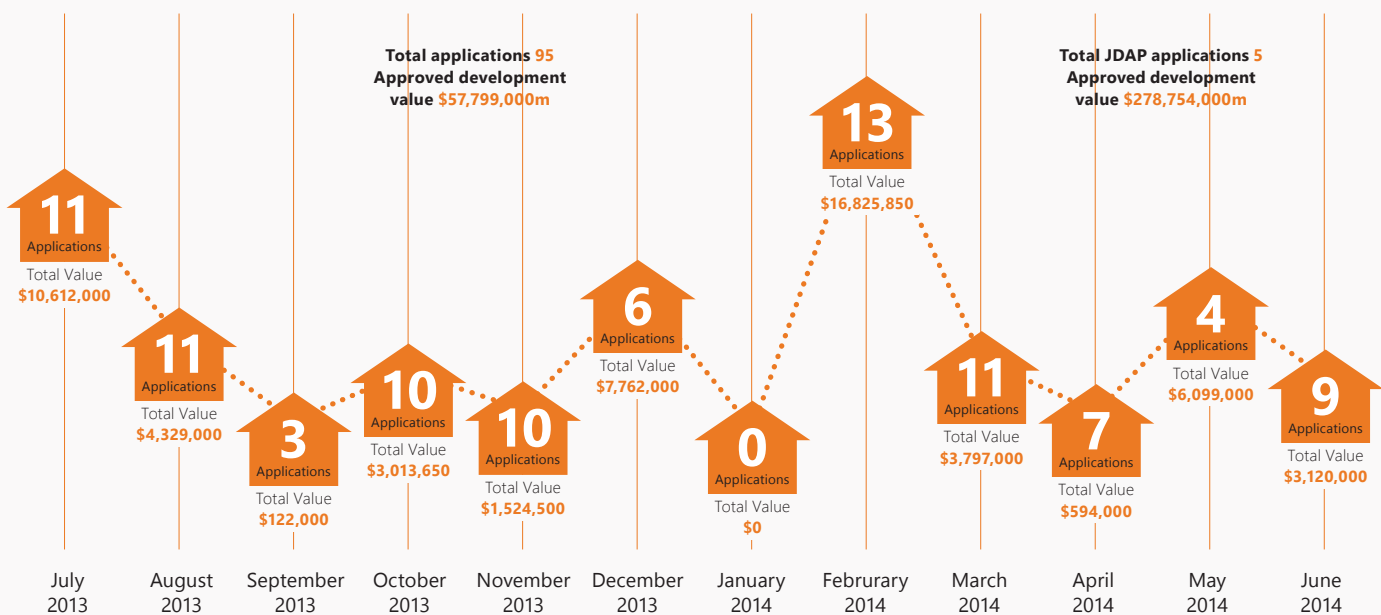 Total applications 95
Approved development
value $57,799,000m
Total JDAP applications 5
Approved development
value $278,754,000m
11
Applications
Total Value
$10,612,000
11
Applications
Total Value
$4,329,000
3
Applications
Total Value
$122,000
10
Applications
Total Value
$3,013,650
10
Applications
Total Value
$1,524,500
6
Applications
Total Value
$7,762,000
0
Applications
Total Value
$0
13
Applications
Total Value
$16,825,850
11
Applications
Total Value
$3,797,000
7
Applications
Total Value
$594,000
4
Applications
Total Value
$6,099,000
9
Applications
Total Value
$3,120,000
July
2013
August
2013
September
2013
October
2013
November
2013
December
2013
January
2014
Februrary
2014
March
2014
April
2014
May
2014
June
2014